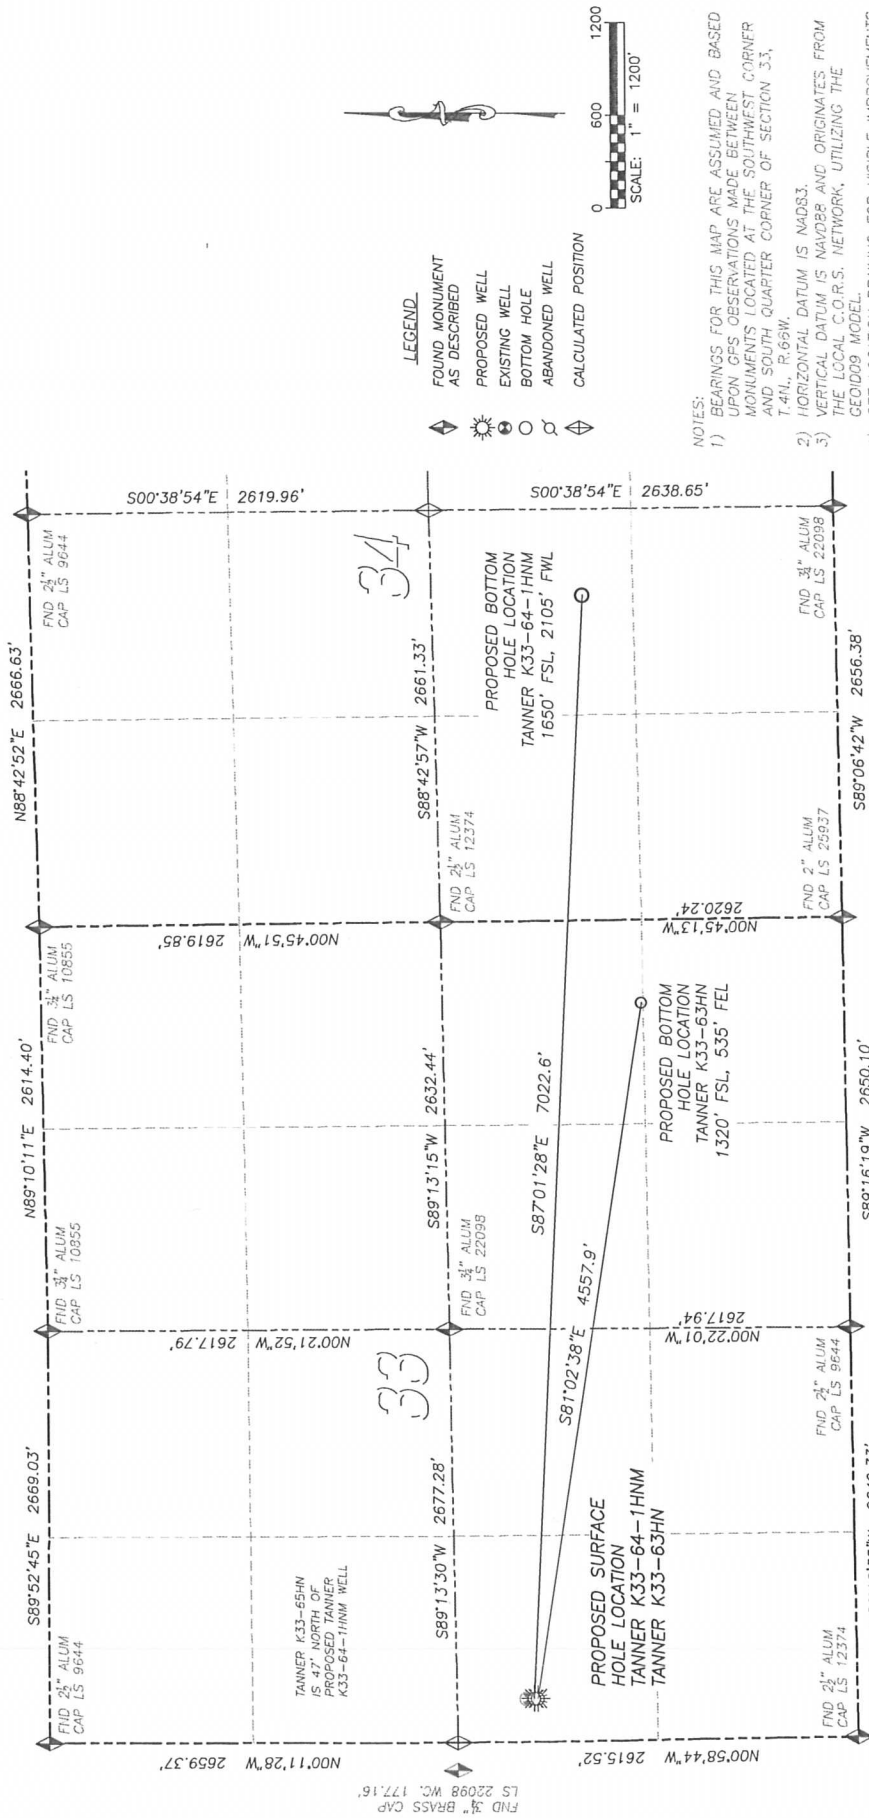 S89°52'45"E 2669.03'
N89°10'11"E 2614.40'
N88°42'52"E 2666.63'
FND 2½" ALUM
CAP LS 9644
FND 3¼" ALUM
CAP LS 10855
FND 3¼" ALUM
CAP LS 10855
FND 2½" ALUM
CAP LS 9644
N00°11'28"W 2659.37'
N00°21'52"W 2617.79'
N00°45'51"W 2619.85'
S00°38'54"E 2619.96'
TANNER K33-65HN
IS 47' NORTH OF
PROPOSED TANNER
K33-64-1HNM WELL
33
34
S89°13'30"W 2677.28'
S89°13'15"W 2632.44'
S88°42'57"W 2661.33'
FND 3¼" BRASS CAP
LS 22098 WC. 177.16'
FND 3¼" ALUM
CAP LS 22098
FND 2½" ALUM
CAP LS 12374
PROPOSED BOTTOM
HOLE LOCATION
TANNER K33-64-1HNM
1650' FSL, 2105' FWL
S87°01'28"E 7022.6'
S81°02'38"E 4557.9'
PROPOSED SURFACE
HOLE LOCATION
TANNER K33-64-1HNM
TANNER K33-63HN
PROPOSED BOTTOM
HOLE LOCATION
TANNER K33-63HN
1320' FSL, 535' FEL
N00°58'44"W 2615.52'
N00°22'01"W 2617.94'
N00°45'13"W 2620.24'
S00°38'54"E 2638.65'
FND 2½" ALUM
CAP LS 12374
FND 2½" ALUM
CAP LS 9644
FND 2" ALUM
CAP LS 25937
FND 3¼" ALUM
CAP LS 22098
S89°16'19"W 2650.10'
S89°06'42"W 2656.38'
LEGEND
FOUND MONUMENT
AS DESCRIBED
PROPOSED WELL
EXISTING WELL
BOTTOM HOLE
ABANDONED WELL
CALCULATED POSITION
0 600 1200
SCALE: 1" = 1200'
NOTES:
1) BEARINGS FOR THIS MAP ARE ASSUMED AND BASED
UPON GPS OBSERVATIONS MADE BETWEEN
MONUMENTS LOCATED AT THE SOUTHWEST CORNER
AND SOUTH QUARTER CORNER OF SECTION 33,
T.4N., R.66W.
2) HORIZONTAL DATUM IS NAD83.
3) VERTICAL DATUM IS NAVD88 AND ORIGINATES FROM
THE LOCAL C.O.R.S. NETWORK, UTILIZING THE
GEOID09 MODEL.